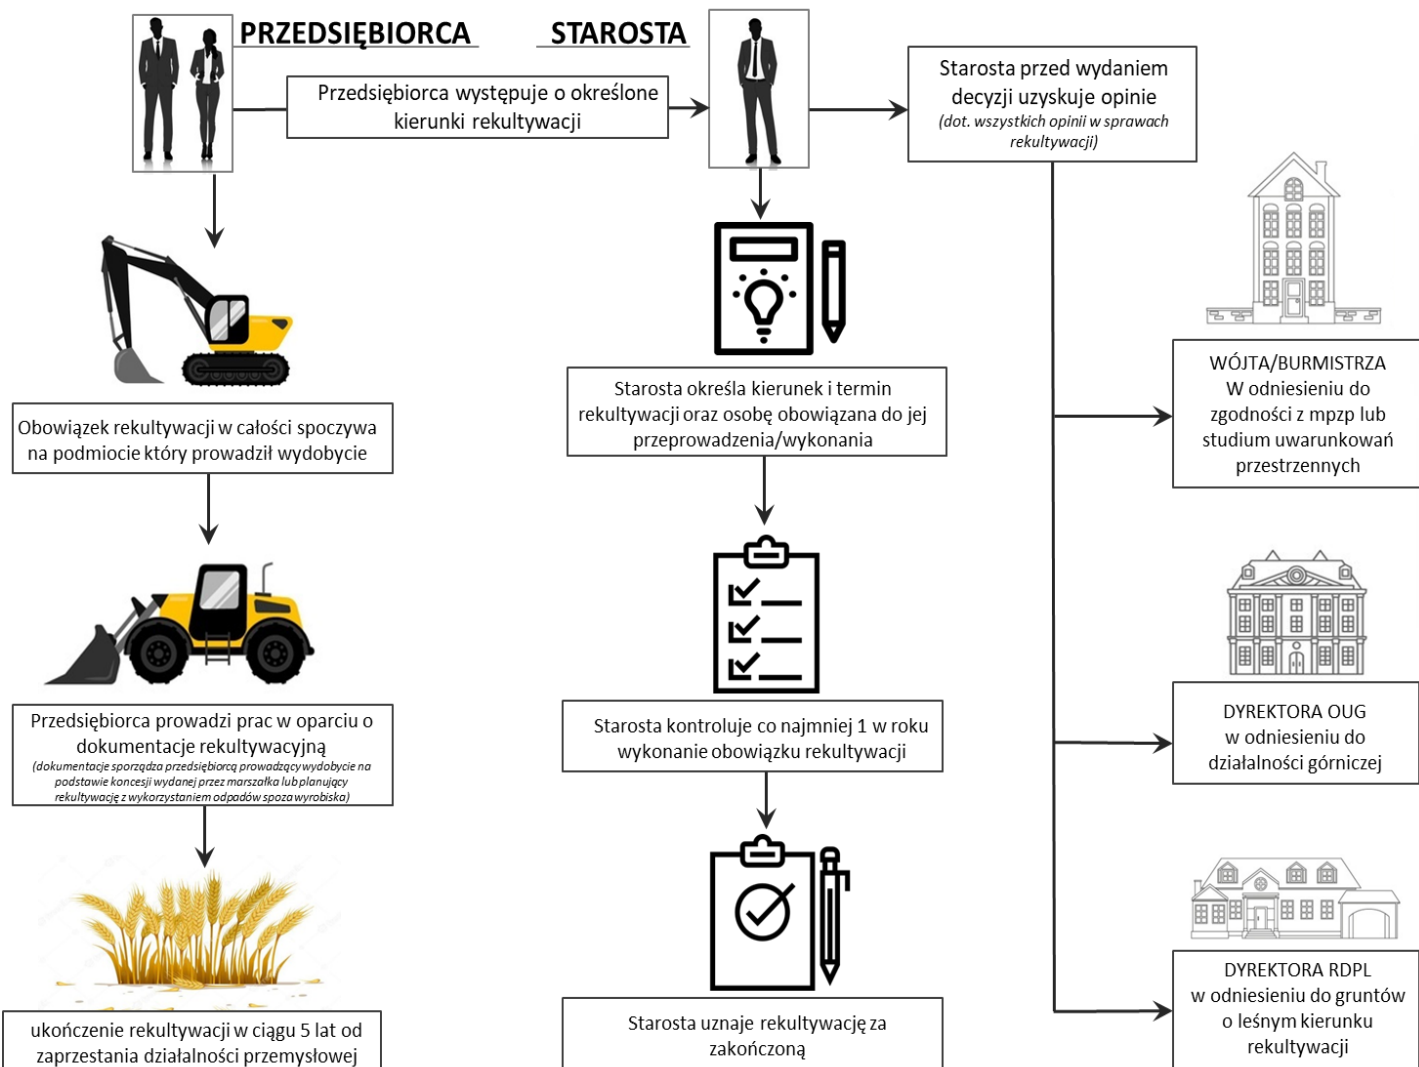 PRZEDSIĘBIORCA
STAROSTA
Przedsiębiorca występuje o określone
kierunki rekultywacji
Starosta przed wydaniem
decyzji uzyskuje opinie
(dot. wszystkich opinii w sprawach
rekultywacji)
Obowiązek rekultywacji w całości spoczywa
na podmiocie który prowadził wydobycie
Przedsiębiorca prowadzi prac w oparciu o
dokumentacje rekultywacyjną
(dokumentacje sporządza przedsiębiorcą prowadzący wydobycie na
podstawie koncesji wydanej przez marszałka lub planujący
rekultywację z wykorzystaniem odpadów spoza wyrobiska)
ukończenie rekultywacji w ciągu 5 lat od
zaprzestania działalności przemysłowej
Starosta określa kierunek i termin
rekultywacji oraz osobę obowiązana do jej
przeprowadzenia/wykonania
Starosta kontroluje co najmniej 1 w roku
wykonanie obowiązku rekultywacji
Starosta uznaje rekultywację za
zakończoną
WÓJTA/BURMISTRZA
W odniesieniu do
zgodności z mpzp lub
studium uwarunkowań
przestrzennych
DYREKTORA OUG
w odniesieniu do
działalności górniczej
DYREKTORA RDPL
w odniesieniu do gruntów
o leśnym kierunku
rekultywacji